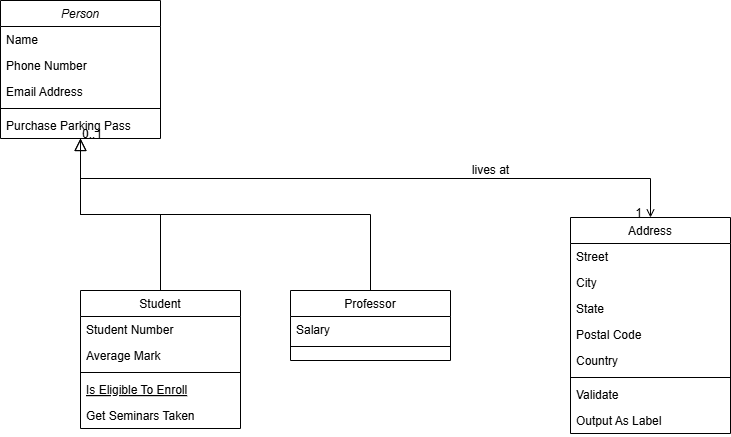 Person
Name
Phone Number
Email Address
Purchase Parking Pass
0..1
lives at
1
Address
Street
City
State
Postal Code
Country
Validate
Output As Label
Student
Student Number
Average Mark
Is Eligible To Enroll
Get Seminars Taken
Professor
Salary